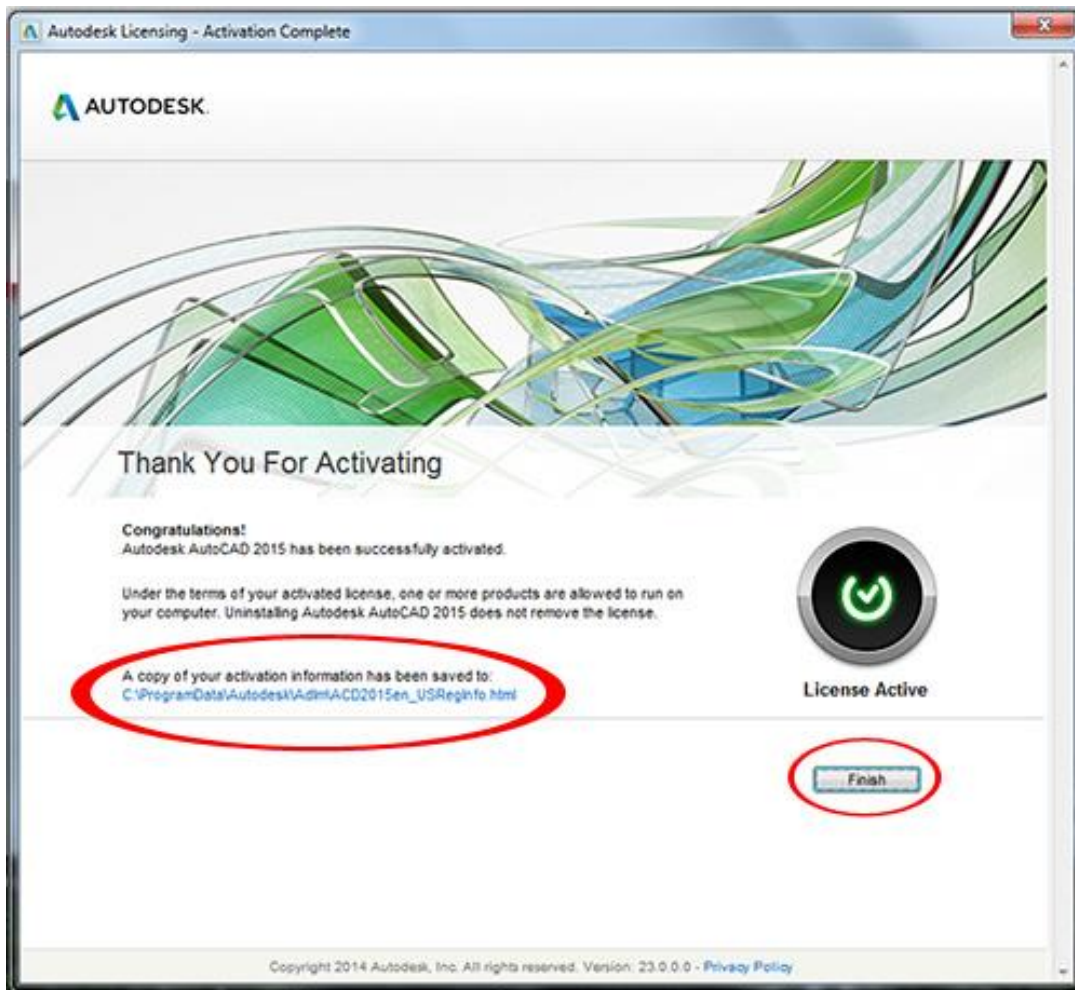 Autodesk Licensing - Activation Complete
AUTODESK.
Thank You For Activating
Congratulations!
Autodesk AutoCAD 2015 has been successfully activated.
Under the terms of your activated license, one or more products are allowed to run on
your computer. Uninstalling Autodesk AutoCAD 2015 does not remove the license.
A copy of your activation information has been saved to:
C:\ProgramData\Autodesk\Adlm\ACD2015en_USRegInfo.html
License Active
Finish
Copyright 2014 Autodesk, Inc. All rights reserved. Version: 23.0.0.0 - Privacy Policy